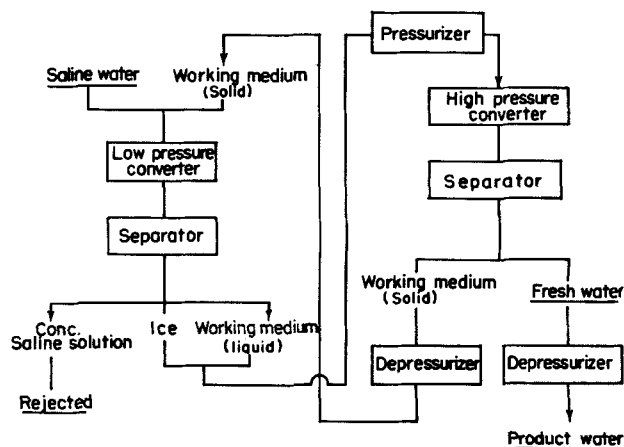 Pressurizer
Saline water
Working medium
(Solid)
High pressure
converter
Low pressure
converter
Separator
Separator
Working medium
(Solid)
Fresh water
Conc.
Saline solution
Ice
Working medium
(liquid)
Depressurizer
Depressurizer
Rejected
Product water